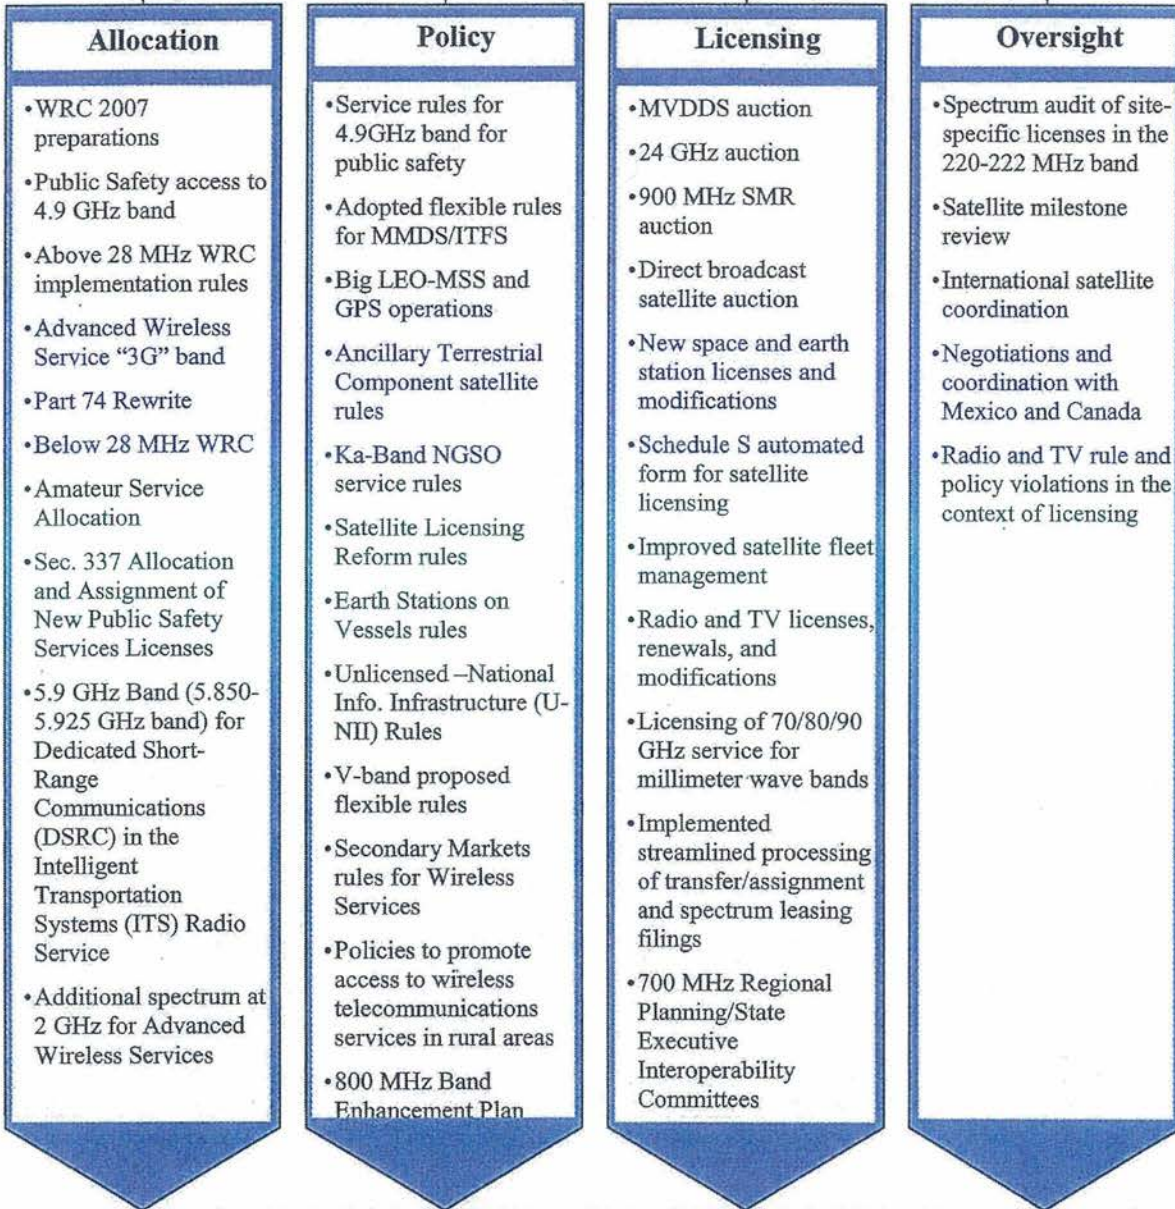 Allocation
•WRC 2007
preparations
•Public Safety access to
4.9 GHz band
•Above 28 MHz WRC
implementation rules
•Advanced Wireless
Service “3G” band
•Part 74 Rewrite
•Below 28 MHz WRC
•Amateur Service
Allocation
•Sec. 337 Allocation
and Assignment of
New Public Safety
Services Licenses
•5.9 GHz Band (5.850-
5.925 GHz band) for
Dedicated Short-
Range
Communications
(DSRC) in the
Intelligent
Transportation
Systems (ITS) Radio
Service
•Additional spectrum at
2 GHz for Advanced
Wireless Services
Policy
•Service rules for
4.9GHz band for
public safety
•Adopted flexible rules
for MMDS/ITFS
•Big LEO-MSS and
GPS operations
•Ancillary Terrestrial
Component satellite
rules
•Ka-Band NGSO
service rules
•Satellite Licensing
Reform rules
•Earth Stations on
Vessels rules
•Unlicensed –National
Info. Infrastructure (U-
NII) Rules
•V-band proposed
flexible rules
•Secondary Markets
rules for Wireless
Services
•Policies to promote
access to wireless
telecommunications
services in rural areas
•800 MHz Band
Enhancement Plan
Licensing
•MVDDS auction
•24 GHz auction
•900 MHz SMR
auction
•Direct broadcast
satellite auction
•New space and earth
station licenses and
modifications
•Schedule S automated
form for satellite
licensing
•Improved satellite fleet
management
•Radio and TV licenses,
renewals, and
modifications
•Licensing of 70/80/90
GHz service for
millimeter wave bands
•Implemented
streamlined processing
of transfer/assignment
and spectrum leasing
filings
•700 MHz Regional
Planning/State
Executive
Interoperability
Committees
Oversight
•Spectrum audit of site-
specific licenses in the
220-222 MHz band
•Satellite milestone
review
•International satellite
coordination
•Negotiations and
coordination with
Mexico and Canada
•Radio and TV rule and
policy violations in the
context of licensing